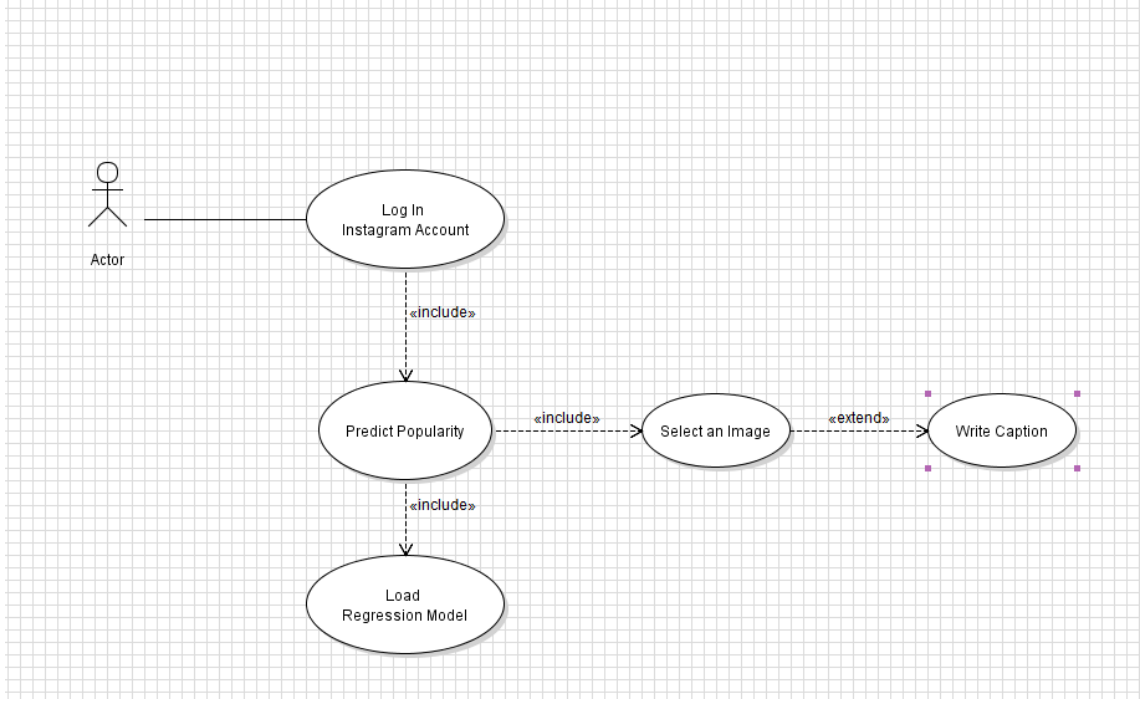 Log In
Instagram Account
Actor
«include»
Predict Popularity
«include»
Select an Image
«extend»
Write Caption
«include»
Load
Regression Model